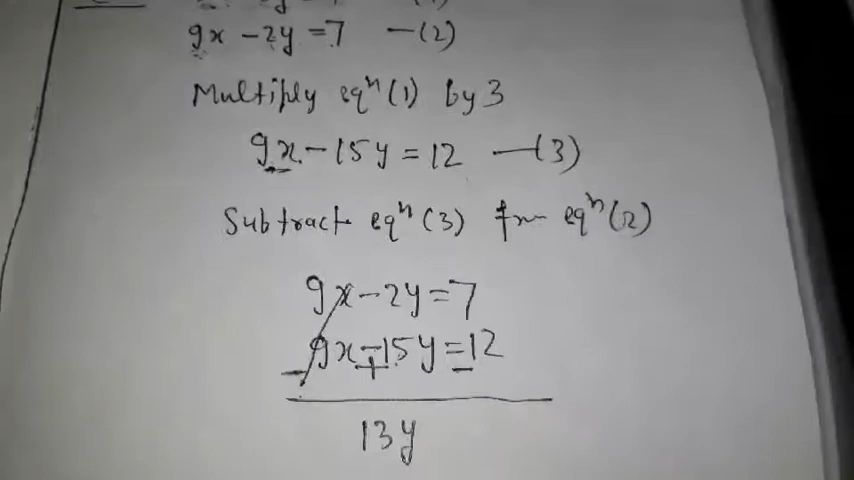 9x - 2y = 7 —(2)
Multiply eqⁿ(1) by 3
9x - 15y = 12 —(3)
Subtract eqⁿ(3) from eqⁿ(2)
9x - 2y = 7
9x - 15y = 12
- + -
13y